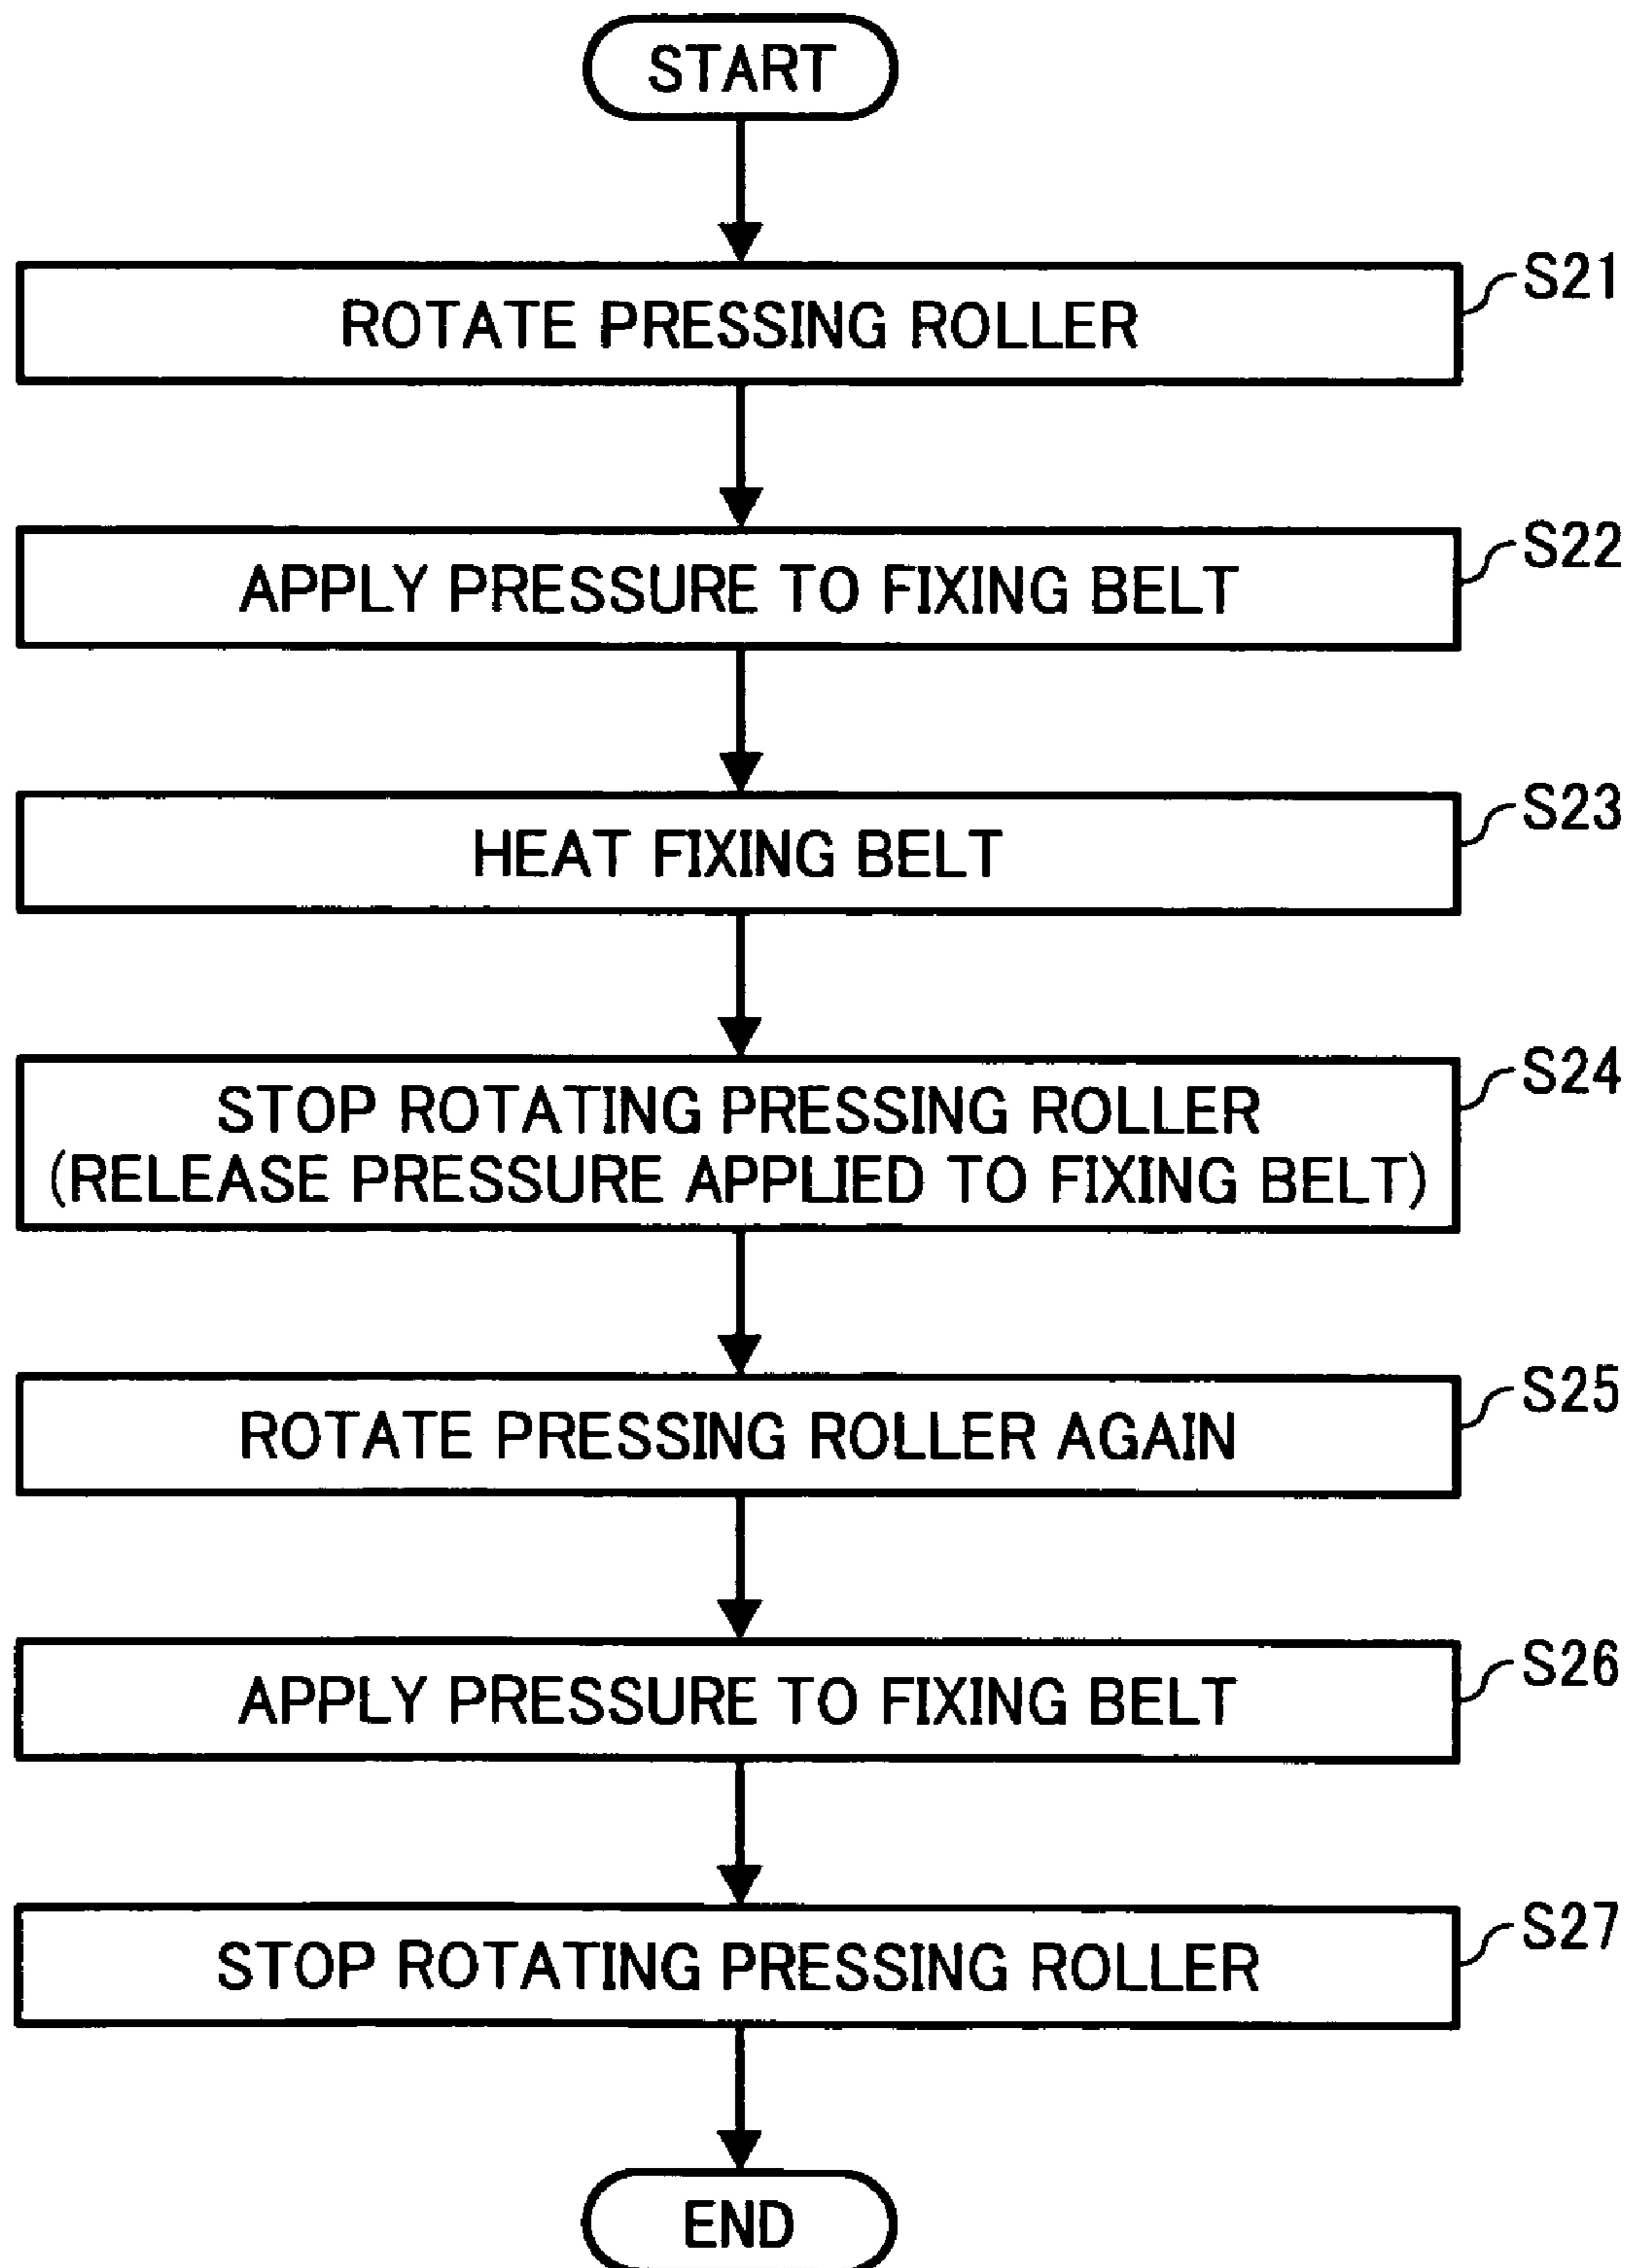 START
ROTATE PRESSING ROLLER
S21
APPLY PRESSURE TO FIXING BELT
S22
HEAT FIXING BELT
S23
STOP ROTATING PRESSING ROLLER
(RELEASE PRESSURE APPLIED TO FIXING BELT)
S24
ROTATE PRESSING ROLLER AGAIN
S25
APPLY PRESSURE TO FIXING BELT
S26
STOP ROTATING PRESSING ROLLER
S27
END